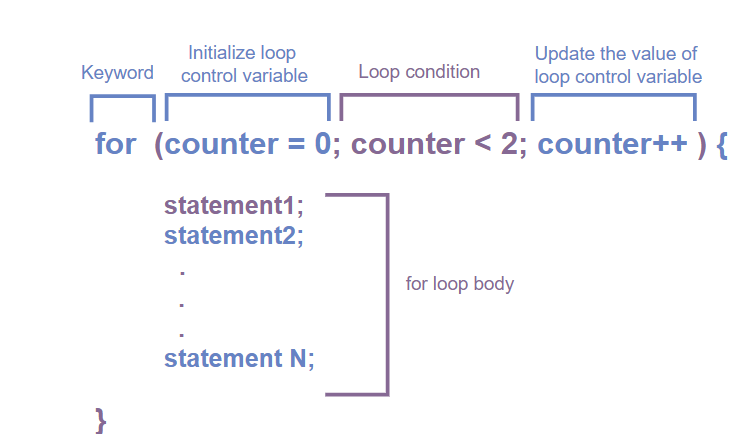 Keyword
Initialize loop
control variable
Loop condition
Update the value of
loop control variable
for (counter = 0; counter < 2; counter++ ) {
statement1;
statement2;
.
.
.
statement N;
for loop body
}